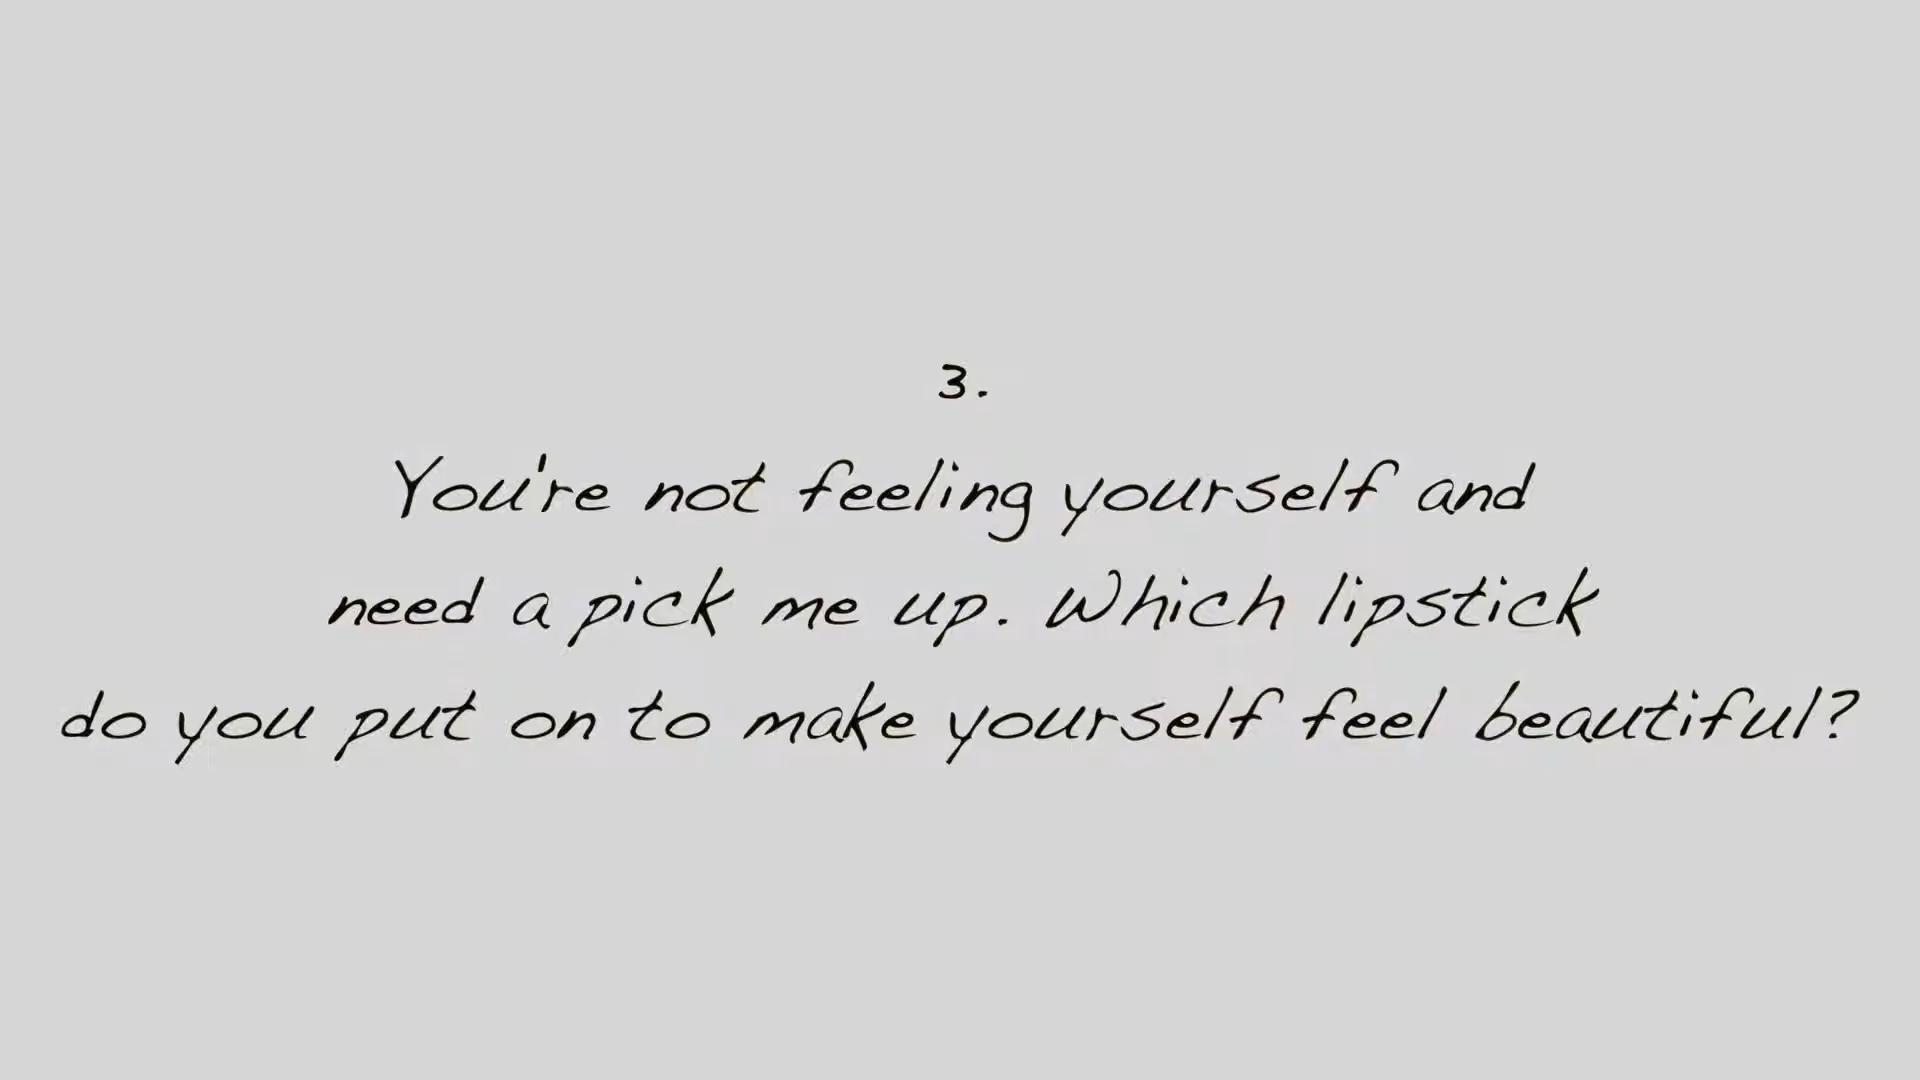 3.
You're not feeling yourself and
need a pick me up. Which lipstick
do you put on to make yourself feel beautiful?